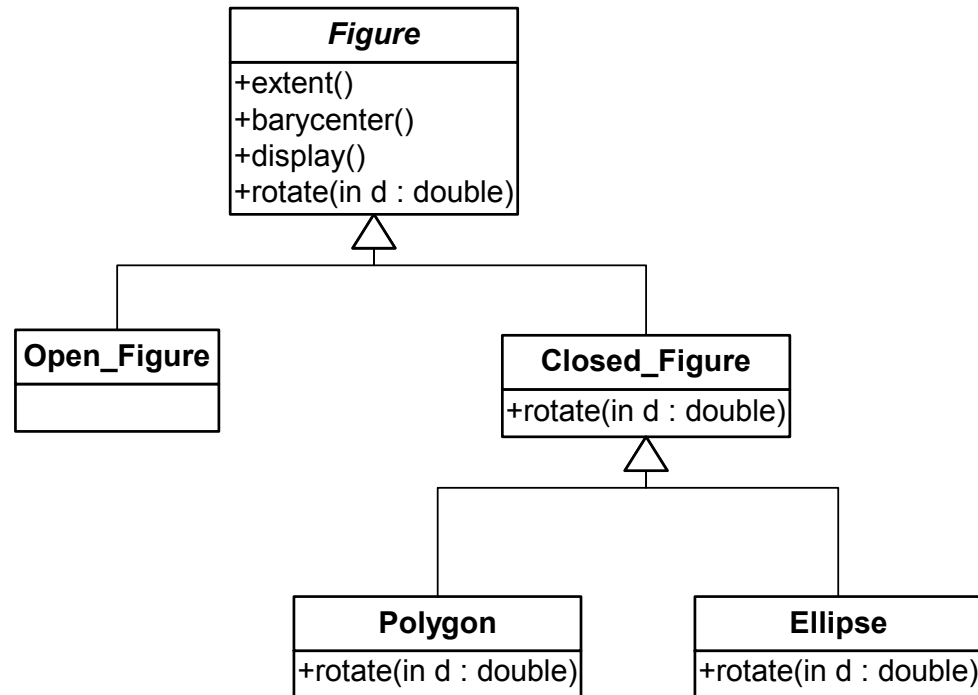 Figure
+extent()
+barycenter()
+display()
+rotate(in d : double)
Open_Figure
Closed_Figure
+rotate(in d : double)
Polygon
+rotate(in d : double)
Ellipse
+rotate(in d : double)